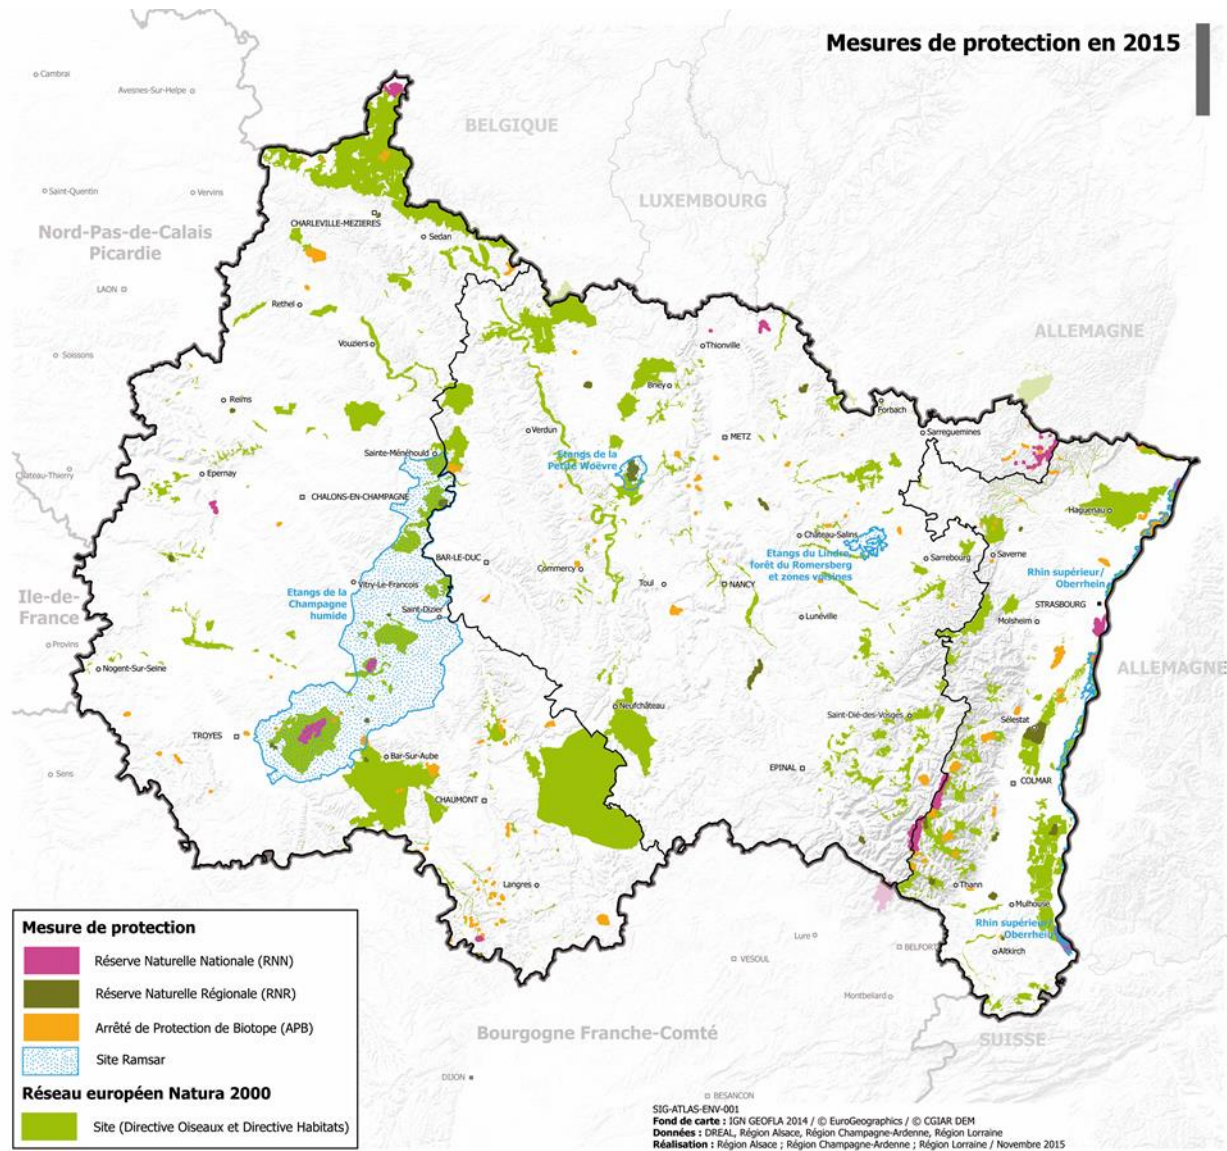 Mesures de protection en 2015
Cambrai
Avesnes-Sur-Helpe
BELGIQUE
Saint-Quentin
Vervins
LUXEMBOURG
CHARLEVILLE-MEZIERES
Nord-Pas-de-Calais
Picardie
Sedan
LAON
Rethel
ALLEMAGNE
Vouziers
Thionville
Soissons
Briey
Reims
Forbach
Verdun
METZ
Sarreguemines
Sainte-Ménéhould
Etangs de la
Petite Woëvre
Château-Thierry
Epernay
CHALONS-EN-CHAMPAGNE
Haguenau
Château-Salins
Etangs du Lindre,
forêt du Romersberg
et zones voisines
BAR-LE-DUC
Sarrebourg
Saverne
Commercy
Toul
NANCY
Rhin supérieur/
Oberrhein
Vitry-Le-Francois
Etangs de la
Champagne
humide
Ile-de-
France
Saint-Dizier
STRASBOURG
Lunéville
Molsheim
Provins
Nogent-Sur-Seine
ALLEMAGNE
Neufchâteau
Saint-Dié-des-Vosges
Sélestat
TROYES
Bar-Sur-Aube
Sens
EPINAL
COLMAR
CHAUMONT
Langres
Thann
Mulhouse
Rhin supérieur/
Oberrhein
Lure
BELFORT
Altkirch
VESOUL
Montbeliard
Bourgogne Franche-Comté
SUISSE
DIJON
BESANCON
Mesure de protection
Réserve Naturelle Nationale (RNN)
Réserve Naturelle Régionale (RNR)
Arrêté de Protection de Biotope (APB)
Site Ramsar
Réseau européen Natura 2000
Site (Directive Oiseaux et Directive Habitats)
SIG-ATLAS-ENV-001
Fond de carte : IGN GEOFLA 2014 / © EuroGeographics / © CGIAR DEM
Données : DREAL, Région Alsace, Région Champagne-Ardenne, Région Lorraine
Réalisation : Région Alsace ; Région Champagne-Ardenne ; Région Lorraine / Novembre 2015